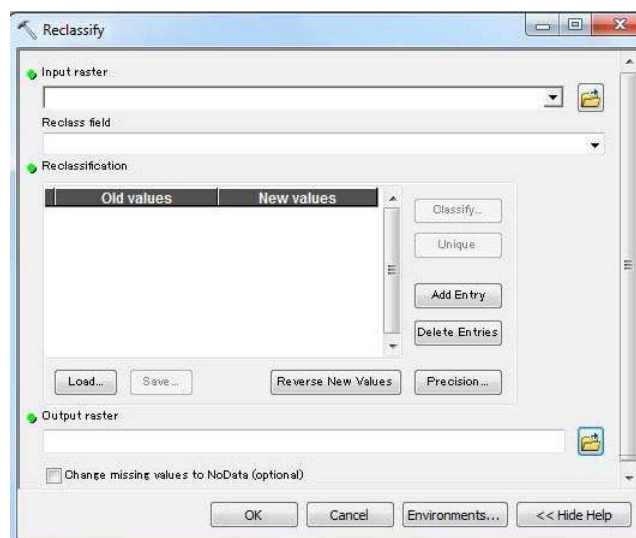 Reclassify
Input raster
Reclass field
Reclassification
Old values New values
Classify...
Unique
Add Entry
Delete Entries
Load... Save... Reverse New Values Precision...
Output raster
Change missing values to NoData (optional)
OK Cancel Environments... << Hide Help